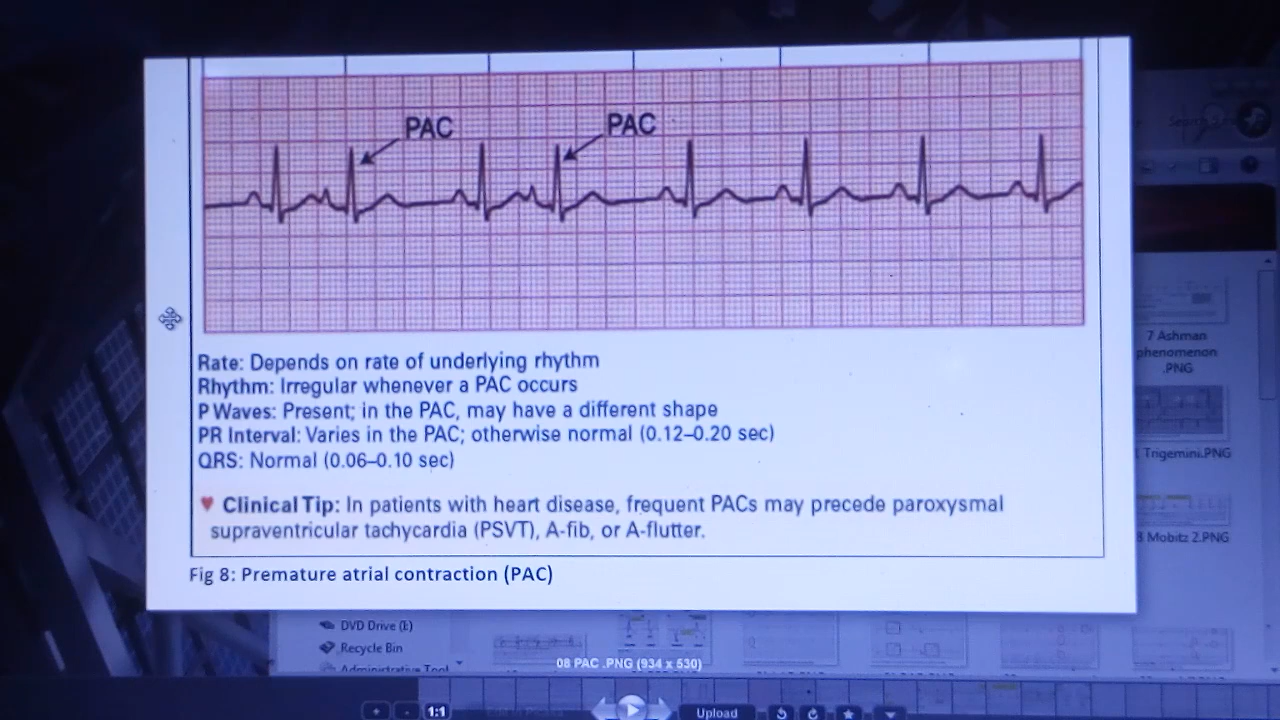 PAC PAC
Rate: Depends on rate of underlying rhythm
Rhythm: Irregular whenever a PAC occurs
P Waves: Present; in the PAC, may have a different shape
PR Interval: Varies in the PAC; otherwise normal (0.12–0.20 sec)
QRS: Normal (0.06–0.10 sec)
♥ Clinical Tip: In patients with heart disease, frequent PACs may precede paroxysmal
supraventricular tachycardia (PSVT), A-fib, or A-flutter.
Fig 8: Premature atrial contraction (PAC)
7 Ashman
phenomenon
.PNG
Trigemini.PNG
8 Mobitz 2.PNG
DVD Drive (I:)
Recycle Bin
Administrative Tool
08 PAC .PNG (934 x 530)
1:1
Upload